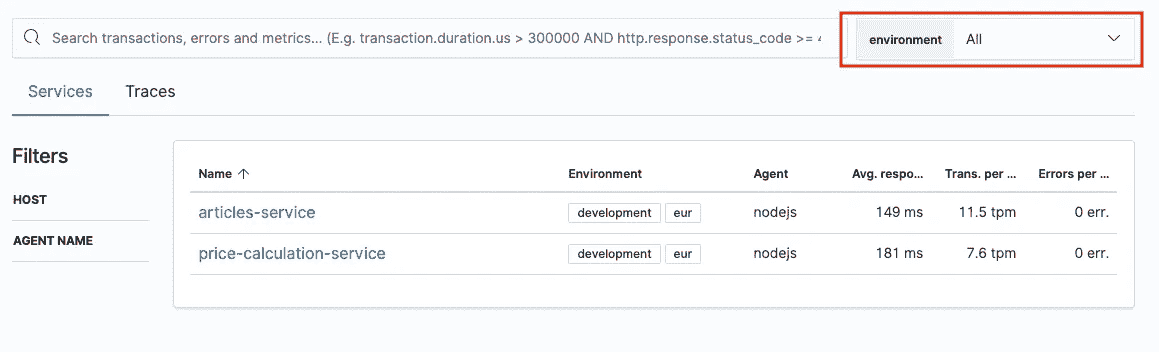 Search transactions, errors and metrics... (E.g. transaction.duration.us > 300000 AND http.response.status_code >= 4
environment All
Services Traces
Filters
HOST
AGENT NAME
Name Environment Agent Avg. respo... Trans. per ... Errors per ...
articles-service development eur nodejs 149 ms 11.5 tpm 0 err.
price-calculation-service development eur nodejs 181 ms 7.6 tpm 0 err.